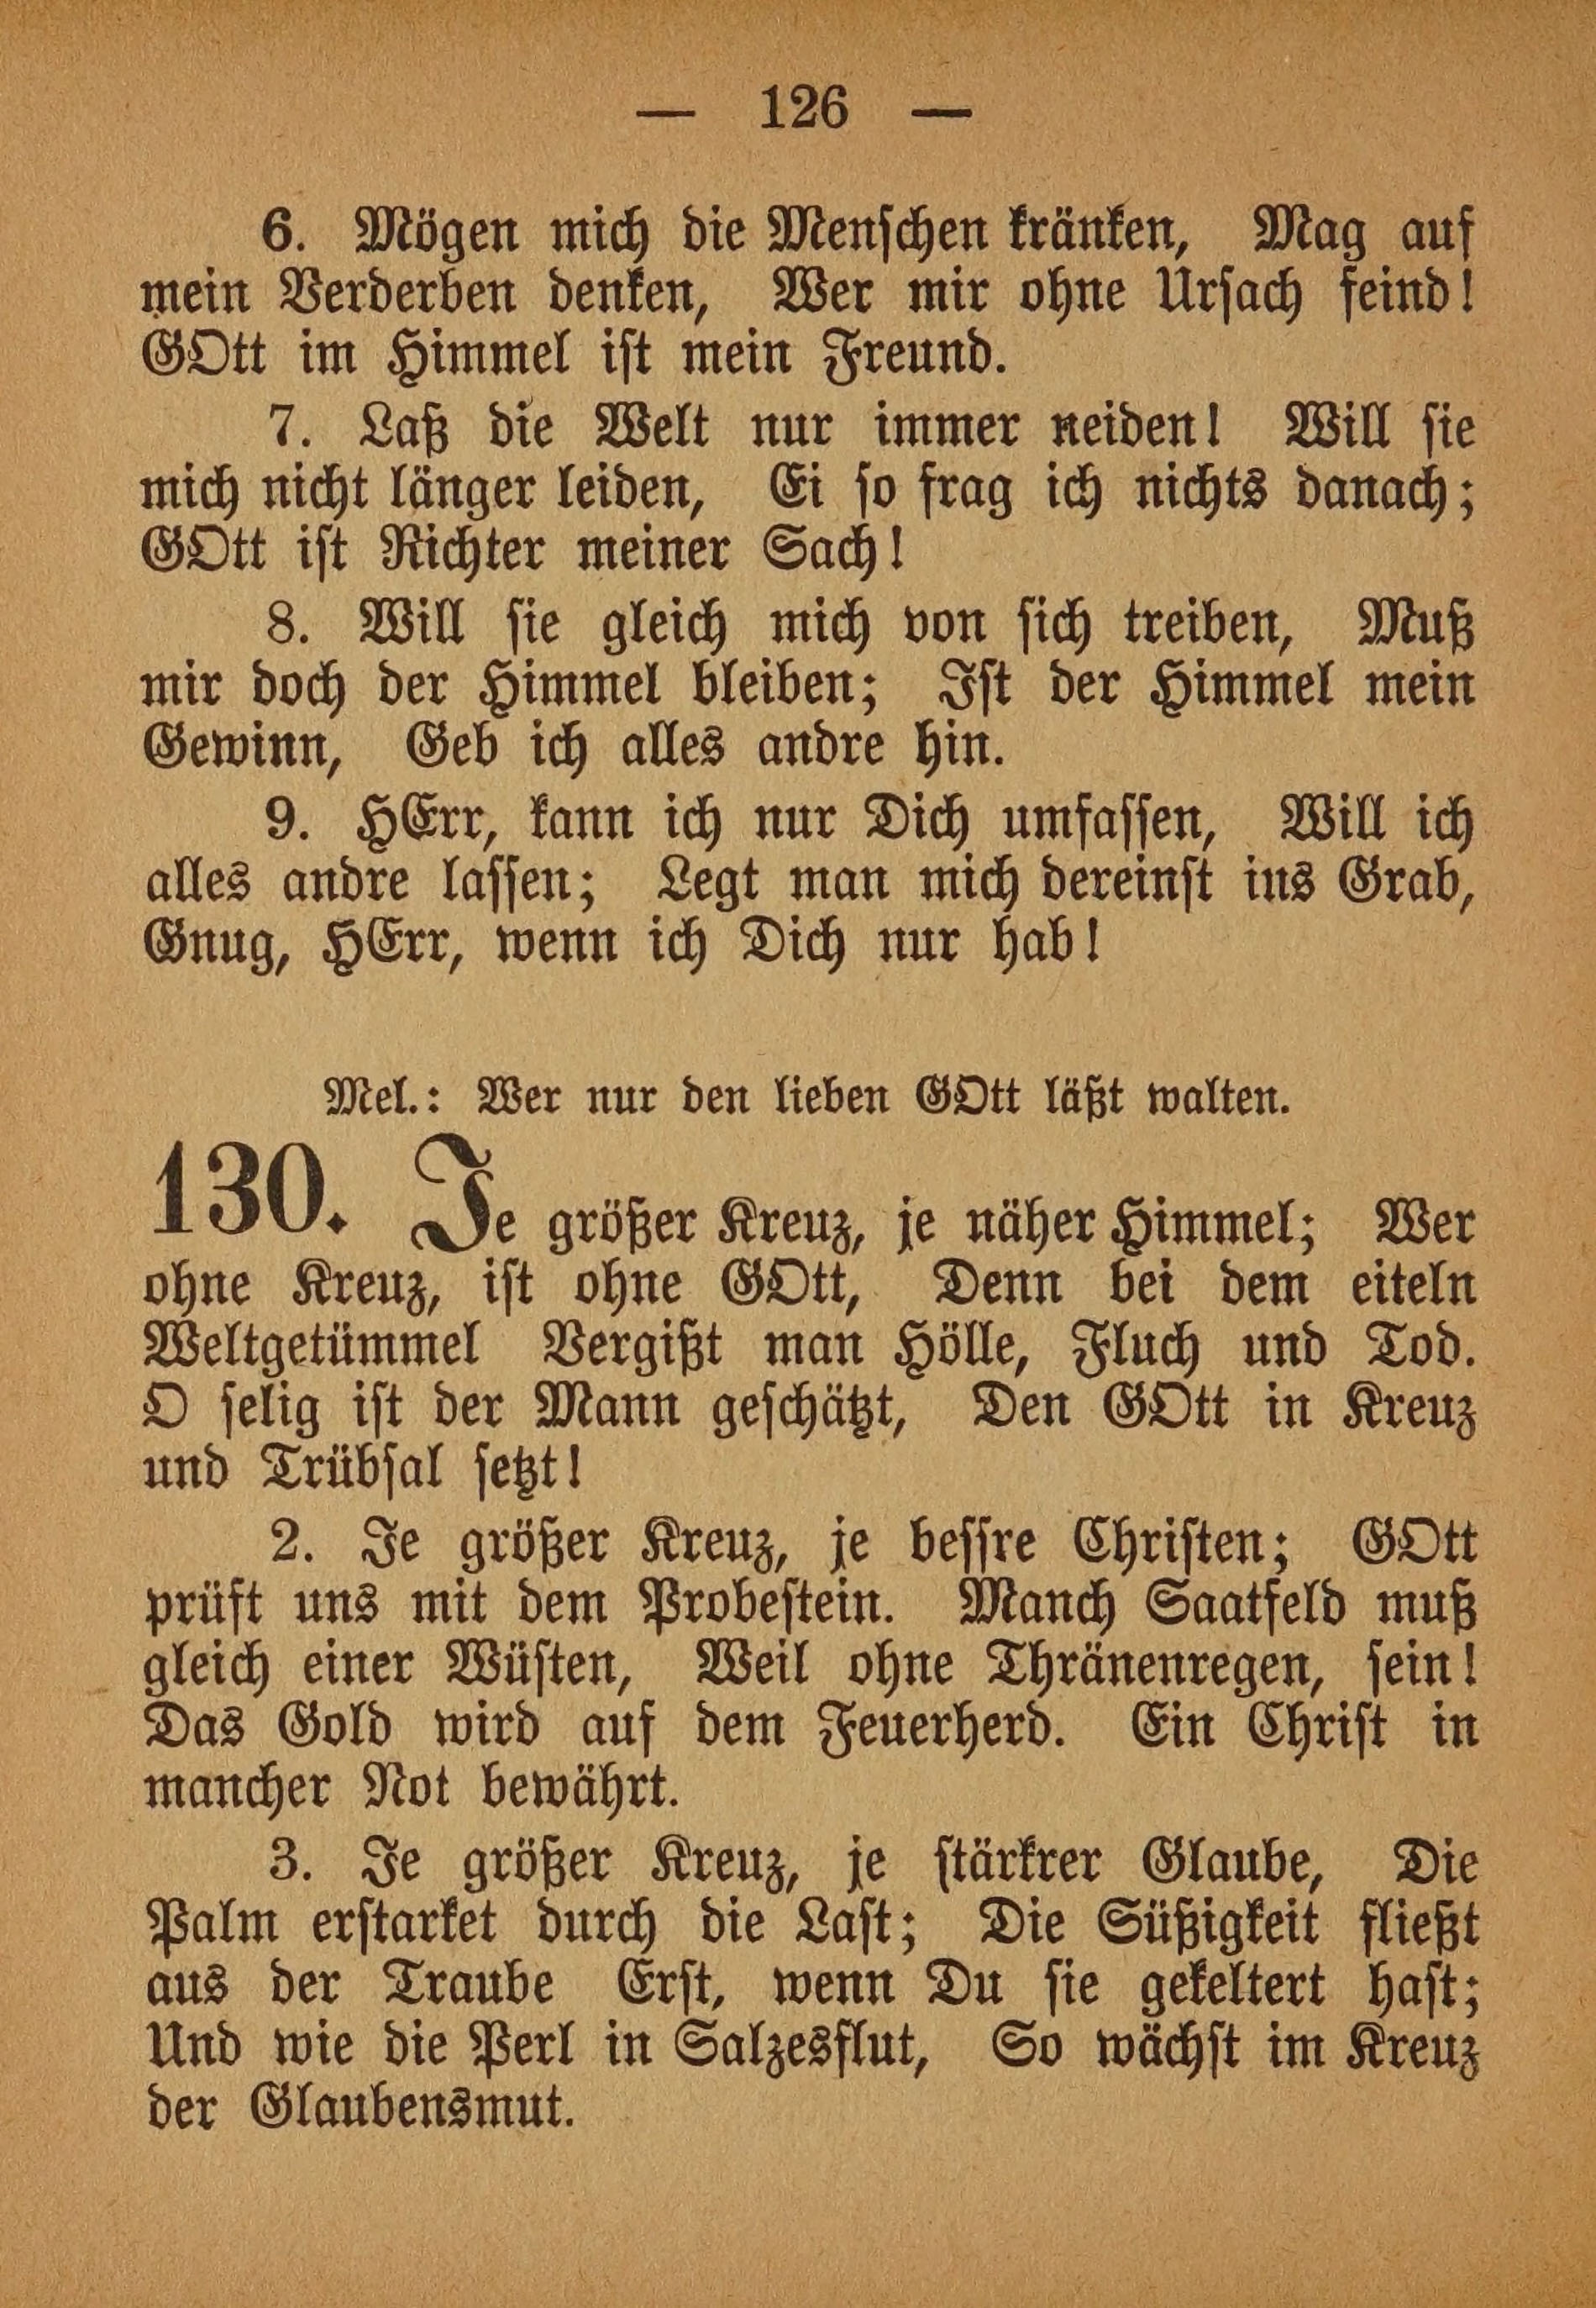 — 126 —
6. Mögen mich die Menschen kränken, Mag auf
mein Verderben denken, Wer mir ohne Ursach feind!
GOtt im Himmel ist mein Freund.
7. Laß die Welt nur immer neiden! Will sie
mich nicht länger leiden, Ei so frag ich nichts danach;
GOtt ist Richter meiner Sach!
8. Will sie gleich mich von sich treiben, Muß
mir doch der Himmel bleiben; Ist der Himmel mein
Gewinn, Geb ich alles andre hin.
9. HErr, kann ich nur Dich umfassen, Will ich
alles andre lassen; Legt man mich dereinst ins Grab,
Gnug, HErr, wenn ich Dich nur hab!
Mel.: Wer nur den lieben GOtt läßt walten.
130. Je größer Kreuz, je näher Himmel; Wer
ohne Kreuz, ist ohne GOtt, Denn bei dem eiteln
Weltgetümmel Vergißt man Hölle, Fluch und Tod.
O selig ist der Mann geschätzt, Den GOtt in Kreuz
und Trübsal setzt!
2. Je größer Kreuz, je bessre Christen; GOtt
prüft uns mit dem Probestein. Manch Saatfeld muß
gleich einer Wüsten, Weil ohne Thränenregen, sein!
Das Gold wird auf dem Feuerherd. Ein Christ in
mancher Not bewährt.
3. Je größer Kreuz, je stärkrer Glaube, Die
Palm erstarket durch die Last; Die Süßigkeit fließt
aus der Traube Erst, wenn Du sie gekeltert hast;
Und wie die Perl in Salzesflut, So wächst im Kreuz
der Glaubensmut.